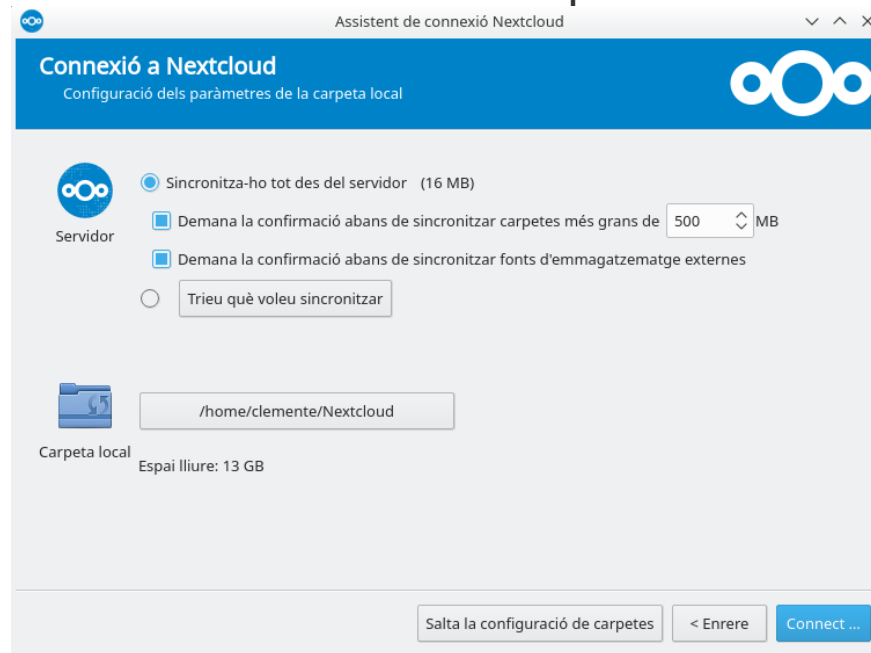 Assistent de connexió Nextcloud
Connexió a Nextcloud
Configuració dels paràmetres de la carpeta local
Sincronitza-ho tot des del servidor (16 MB)
Servidor
Demana la confirmació abans de sincronitzar carpetes més grans de 500 MB
Demana la confirmació abans de sincronitzar fonts d'emmagatzematge externes
Trieu què voleu sincronitzar
/home/clemente/Nextcloud
Carpeta local
Espai lliure: 13 GB
Salta la configuració de carpetes
< Enrere
Connect ...